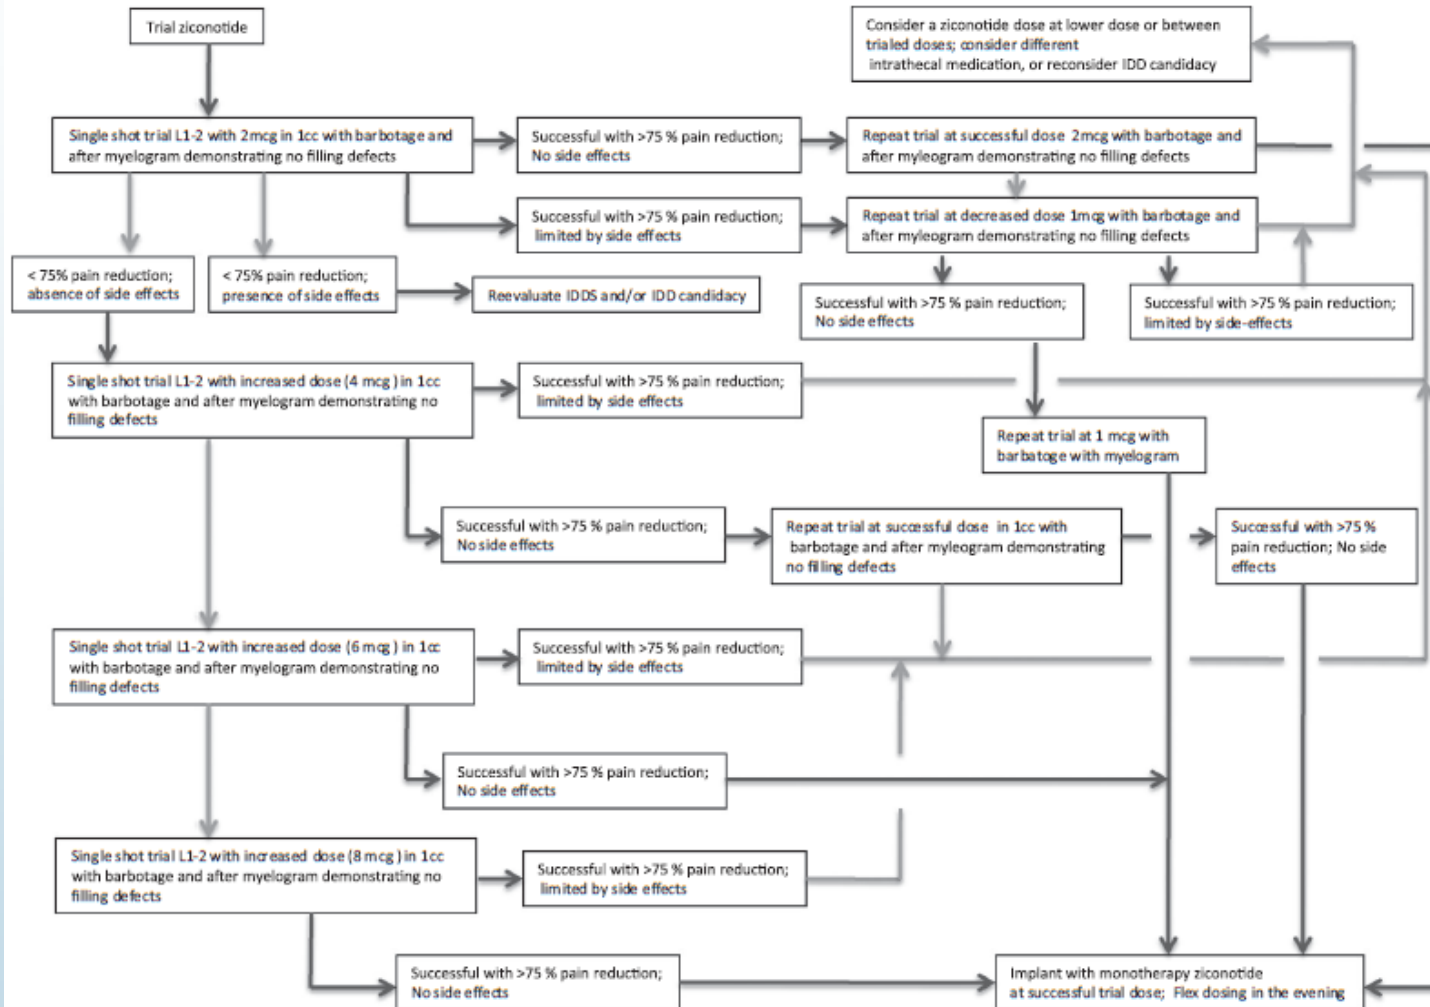 Trial ziconotide
Consider a ziconotide dose at lower dose or between
trialed doses; consider different
intrathecal medication, or reconsider IDD candidacy
Single shot trial L1-2 with 2mcg in 1cc with barbotage and
after myelogram demonstrating no filling defects
Successful with >75 % pain reduction;
No side effects
Repeat trial at successful dose 2mcg with barbotage and
after myleogram demonstrating no filling defects
Successful with >75 % pain reduction;
limited by side effects
Repeat trial at decreased dose 1mcg with barbotage and
after myleogram demonstrating no filling defects
< 75% pain reduction;
absence of side effects
< 75% pain reduction;
presence of side effects
Reevaluate IDDS and/or IDD candidacy
Successful with >75 % pain reduction;
No side effects
Successful with >75 % pain reduction;
limited by side-effects
Single shot trial L1-2 with increased dose (4 mcg ) in 1cc
with barbotage and after myelogram demonstrating no
filling defects
Successful with >75 % pain reduction;
limited by side effects
Repeat trial at 1 mcg with
barbatoge with myelogram
Successful with >75 % pain reduction;
No side effects
Repeat trial at successful dose in 1cc with
barbotage and after myleogram demonstrating
no filling defects
Successful with >75 %
pain reduction; No side
effects
Single shot trial L1-2 with increased dose (6 mcg ) in 1cc
with barbotage and after myelogram demonstrating no
filling defects
Successful with >75 % pain reduction;
limited by side effects
Successful with >75 % pain reduction;
No side effects
Single shot trial L1-2 with increased dose (8 mcg ) in 1cc
with barbotage and after myelogram demonstrating no
filling defects
Successful with >75 % pain reduction;
limited by side effects
Successful with >75 % pain reduction;
No side effects
Implant with monotherapy ziconotide
at successful trial dose; Flex dosing in the evening